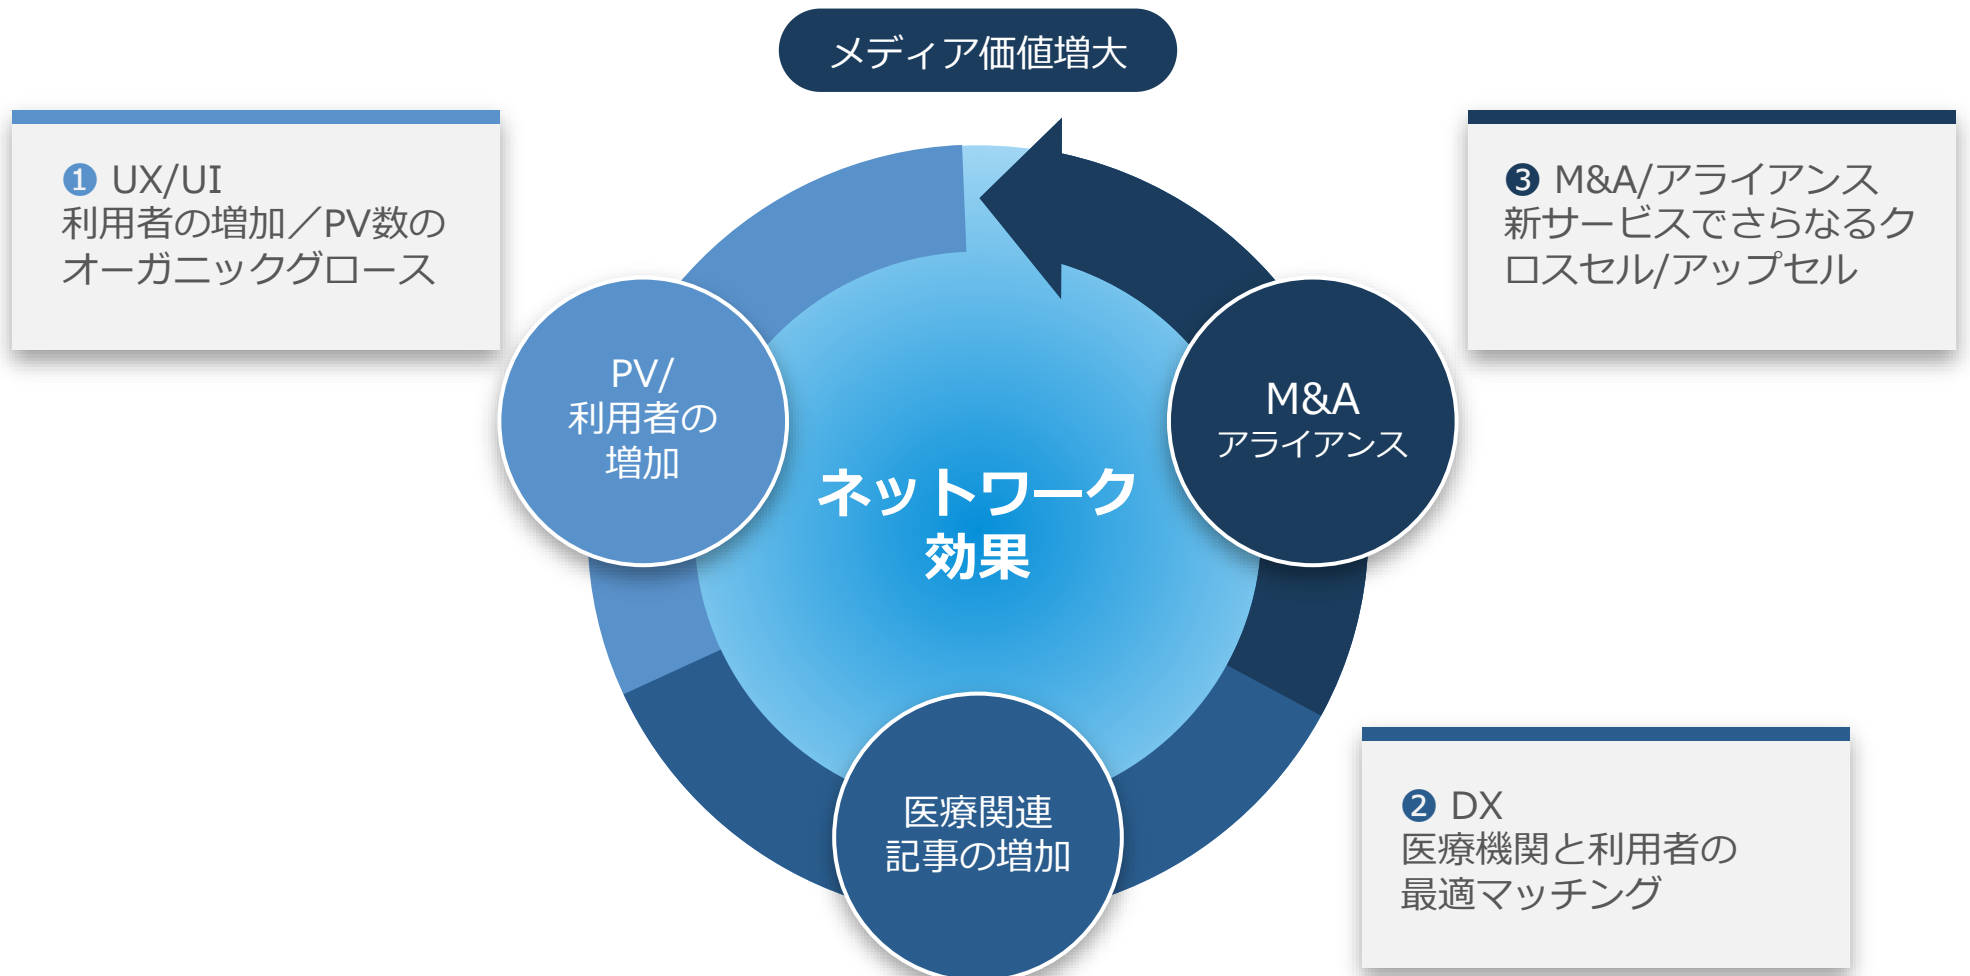 メディア価値増大
❶ UX/UI
利用者の増加／PV数の
オーガニックグロース
❸ M&A/アライアンス
新サービスでさらなるク
ロスセル/アップセル
PV/
利用者の
増加
M&A
アライアンス
ネットワーク
効果
医療関連
記事の増加
❷ DX
医療機関と利用者の
最適マッチング